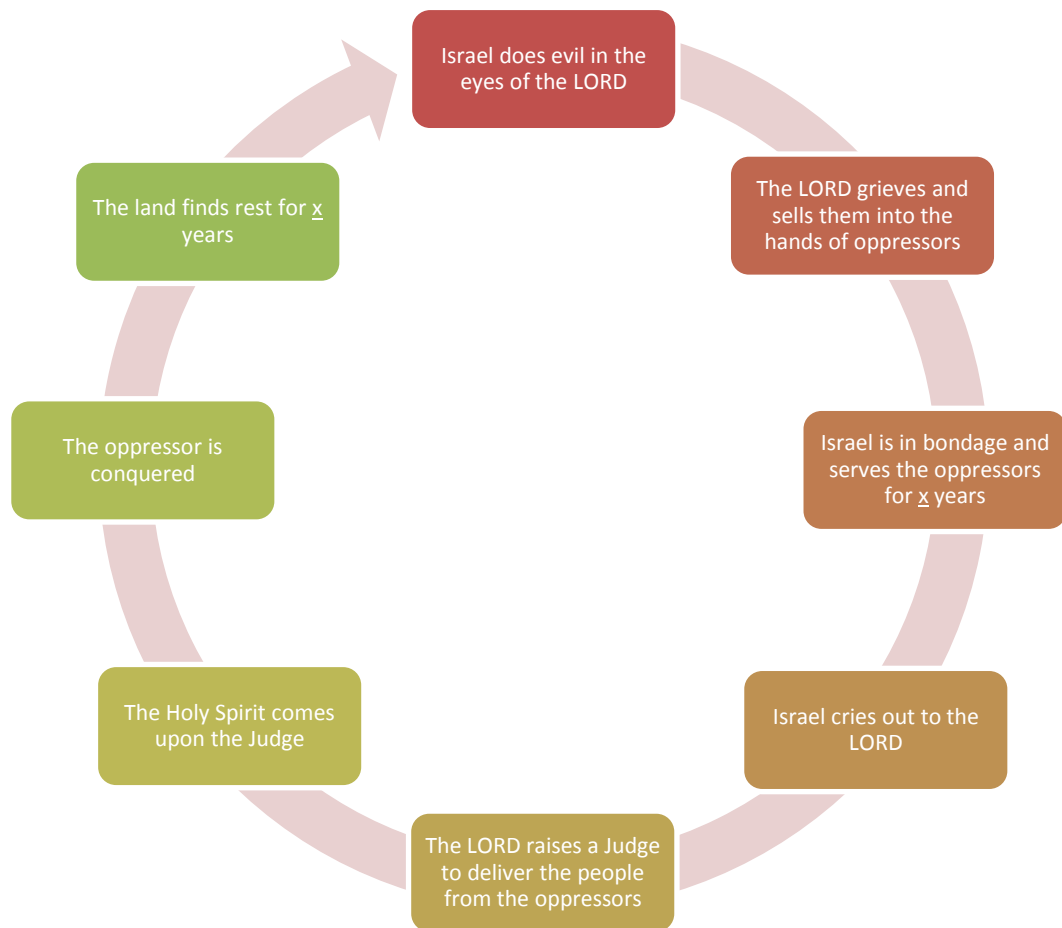 Israel does evil in the
eyes of the LORD
The LORD grieves and
sells them into the
hands of oppressors
Israel is in bondage and
serves the oppressors
for x years
Israel cries out to the
LORD
The LORD raises a Judge
to deliver the people
from the oppressors
The Holy Spirit comes
upon the Judge
The oppressor is
conquered
The land finds rest for x
years